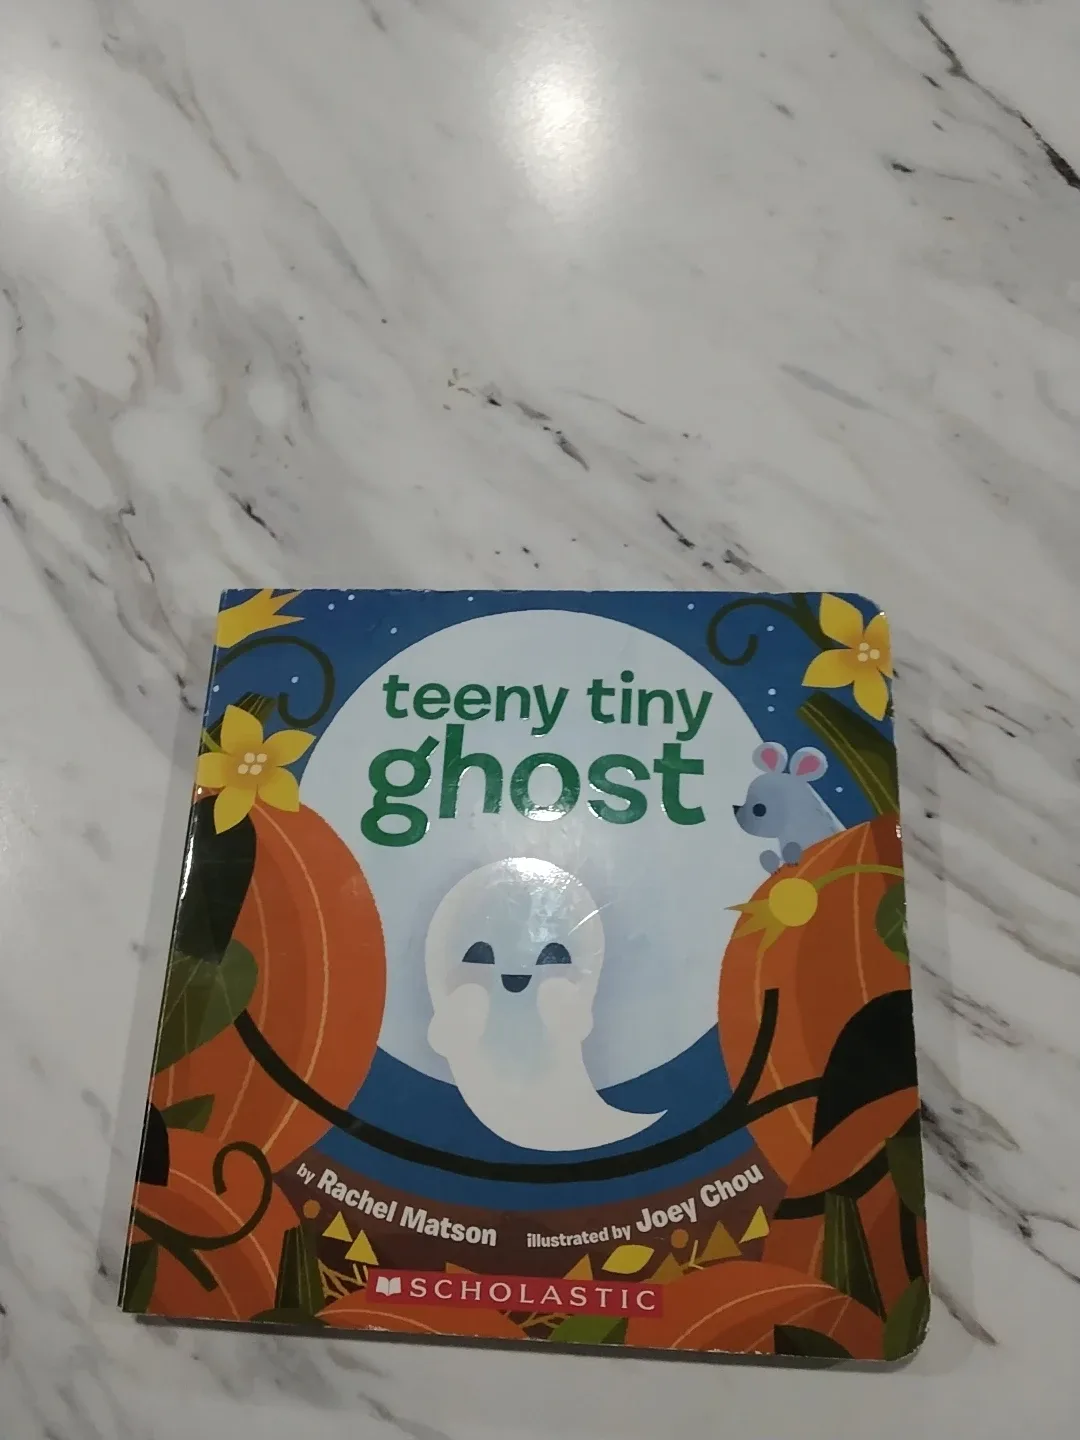 teeny tiny
ghost
by Rachel Matson
illustrated by Joey Chou
SCHOLASTIC